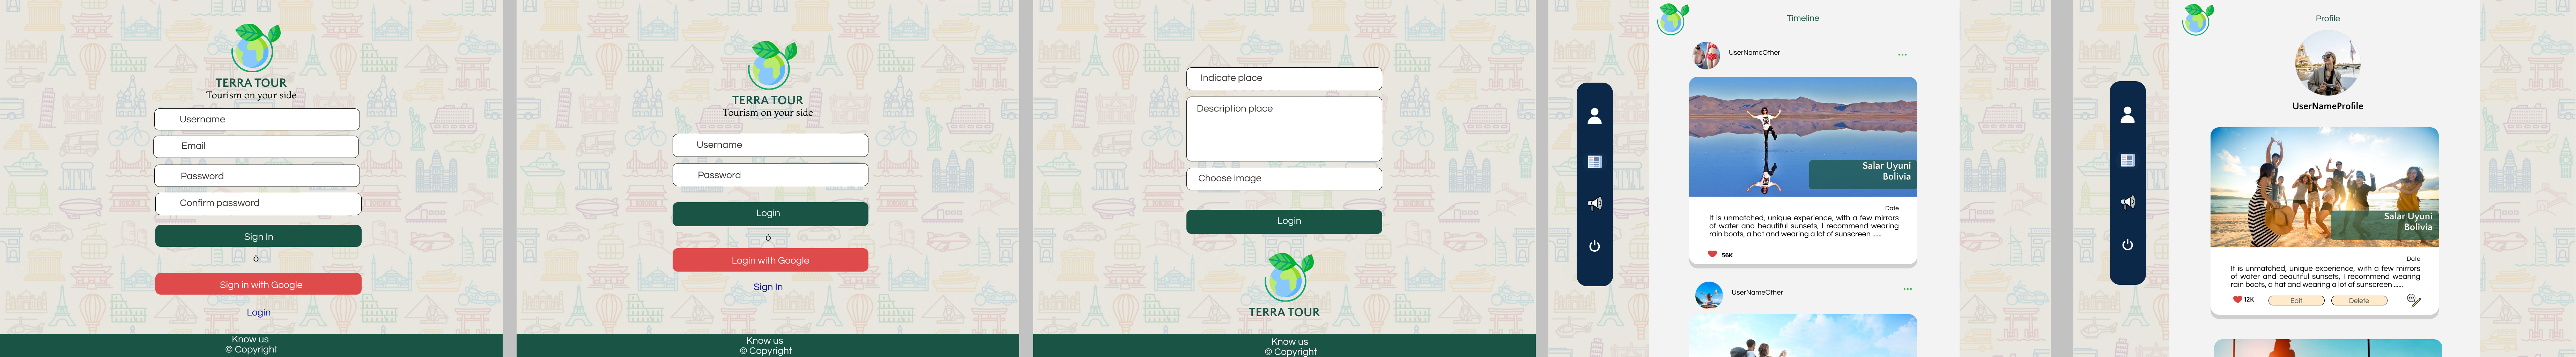 TERRA TOUR
Tourism on your side
Username
Email
Password
Confirm password
Sign In
ó
Sign in with Google
Login
Know us
© Copyright
TERRA TOUR
Tourism on your side
Username
Password
Login
ó
Login with Google
Sign In
Know us
© Copyright
Indicate place
Description place
Choose image
Login
TERRA TOUR
Know us
© Copyright
Timeline
UserNameOther
Salar Uyuni
Bolivia
Date
It is unmatched, unique experience, with a few mirrors
of water and beautiful sunsets, I recommend wearing
rain boots, a hat and wearing a lot of sunscreen ......
56K
UserNameOther
Profile
UserNameProfile
Salar Uyuni
Bolivia
Date
It is unmatched, unique experience, with a few mirrors
of water and beautiful sunsets, I recommend wearing
rain boots, a hat and wearing a lot of sunscreen ......
12K
Edit
Delete